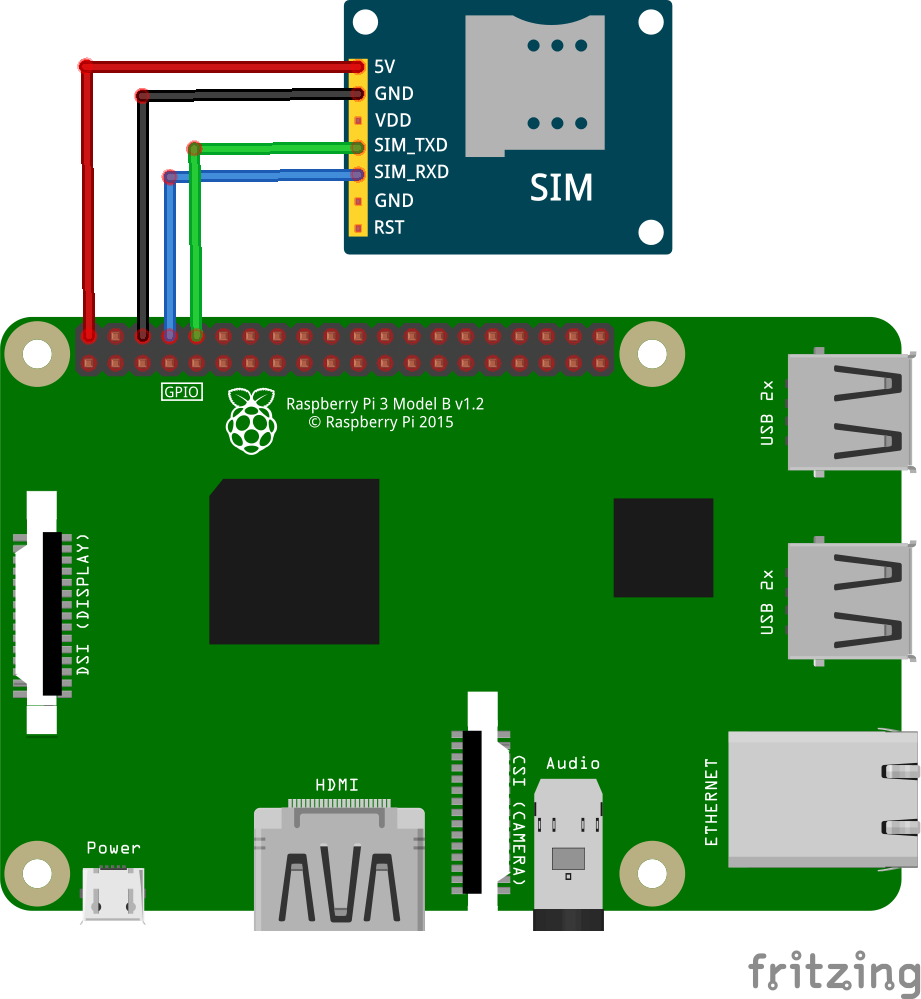 5V
GND
VDD
SIM_TXD
SIM_RXD
GND
RST
SIM
GPIO
Raspberry Pi 3 Model B v1.2
© Raspberry Pi 2015
USB 2x
USB 2x
DSI (DISPLAY)
CSI (CAMERA)
Audio
ETHERNET
HDMI
Power
fritzing